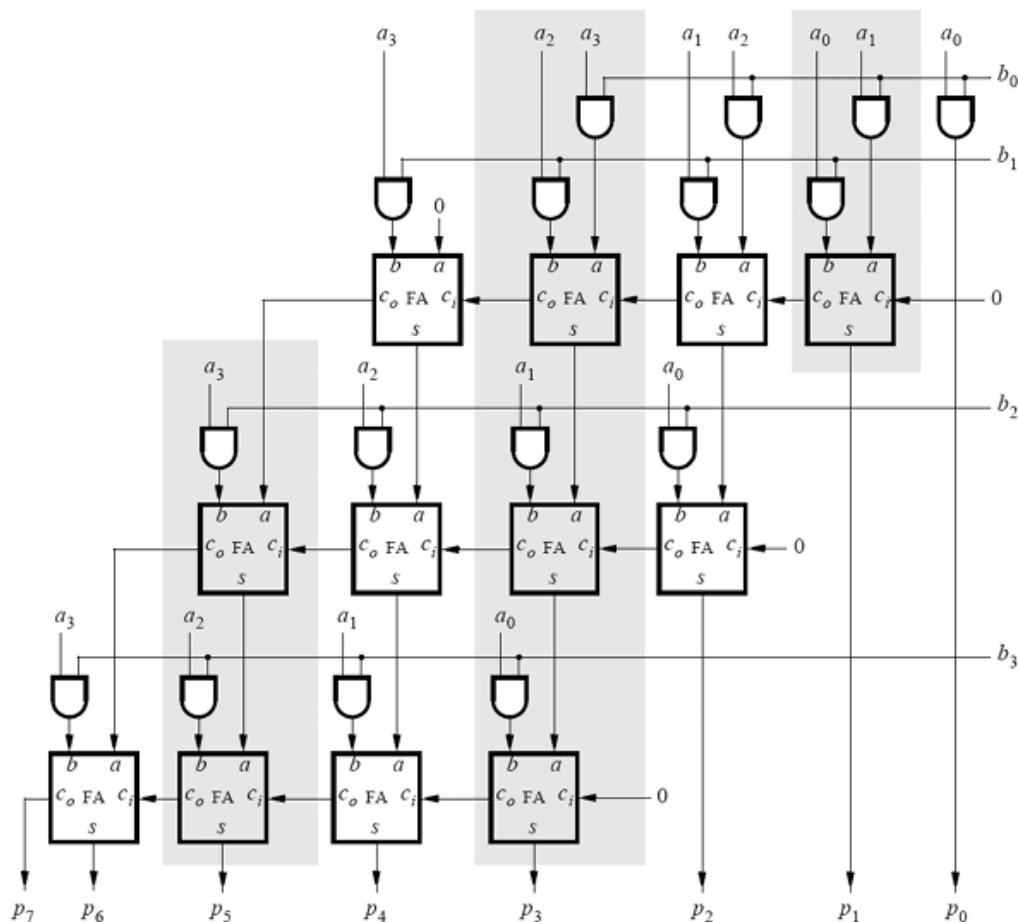 a₃ a₂ a₃ a₁ a₂ a₀ a₁ a₀
b₀
b₁
0
b a b a b a b a
cₒ FA cᵢ cₒ FA cᵢ cₒ FA cᵢ cₒ FA cᵢ 0
s s s s
a₃ a₂ a₁ a₀
b₂
b a b a b a b a
cₒ FA cᵢ cₒ FA cᵢ cₒ FA cᵢ cₒ FA cᵢ 0
s s s s
a₃ a₂ a₁ a₀
b₃
b a b a b a b a
cₒ FA cᵢ cₒ FA cᵢ cₒ FA cᵢ cₒ FA cᵢ 0
s s s s
p₇ p₆ p₅ p₄ p₃ p₂ p₁ p₀